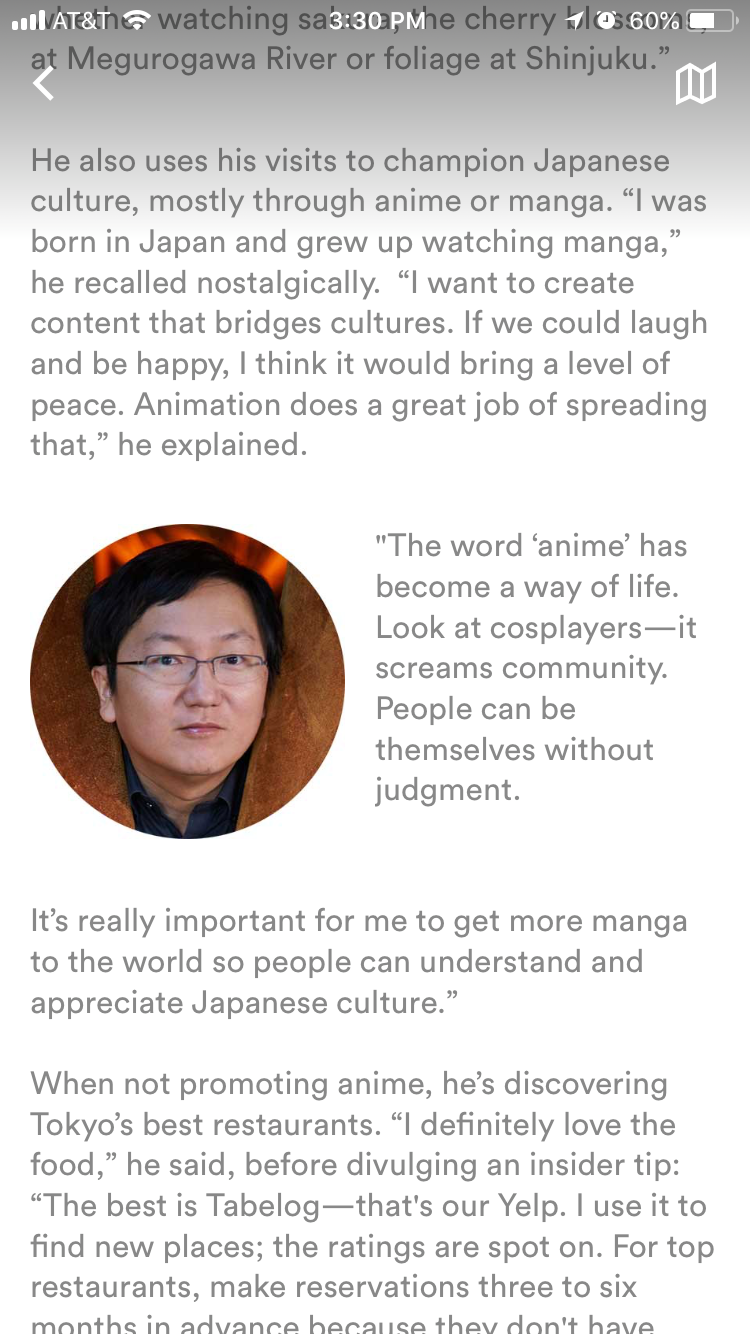 AT&T 3:30 PM 60%
whether watching sakura, the cherry blossoms,
at Megurogawa River or foliage at Shinjuku.”
He also uses his visits to champion Japanese
culture, mostly through anime or manga. “I was
born in Japan and grew up watching manga,”
he recalled nostalgically.  “I want to create
content that bridges cultures. If we could laugh
and be happy, I think it would bring a level of
peace. Animation does a great job of spreading
that,” he explained.
"The word ‘anime’ has
become a way of life.
Look at cosplayers—it
screams community.
People can be
themselves without
judgment.
It’s really important for me to get more manga
to the world so people can understand and
appreciate Japanese culture.”
When not promoting anime, he’s discovering
Tokyo’s best restaurants. “I definitely love the
food,” he said, before divulging an insider tip:
“The best is Tabelog—that's our Yelp. I use it to
find new places; the ratings are spot on. For top
restaurants, make reservations three to six
months in advance because they don't have